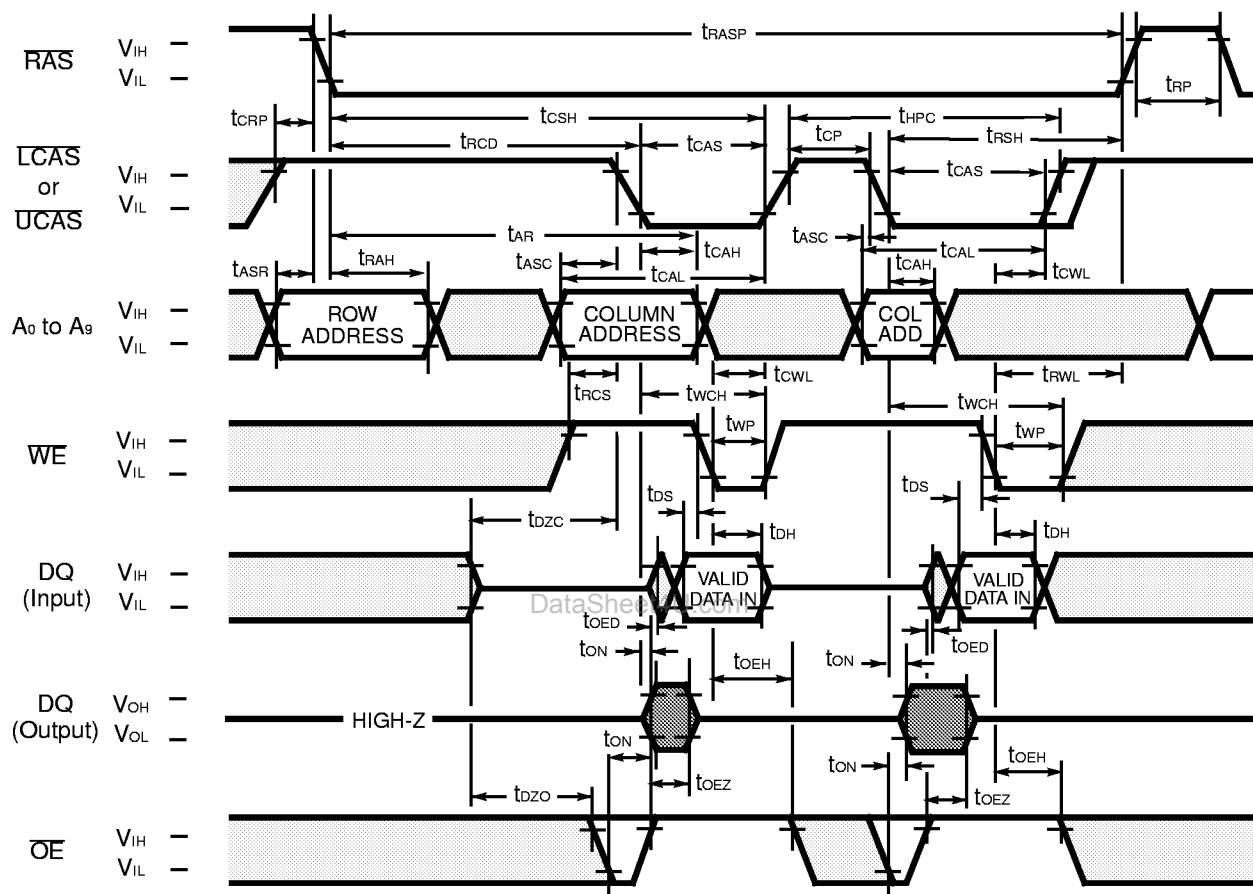 tRASP
RAS
VIH
VIL
tRP
tCRP
tCSH
tHPC
tRCD
tCAS
tCP
tRSH
LCAS
or
UCAS
VIH
VIL
tCAS
tAR
tCAH
tASC
tCAL
tASR
tRAH
tASC
tCAL
tCAH
tCWL
A0 to A9
VIH
VIL
ROW
ADDRESS
COLUMN
ADDRESS
COL
ADD
tRCS
tCWL
tWCH
tRWL
tWCH
WE
VIH
VIL
tWP
tWP
tDZC
tDS
tDH
tDS
tDH
DQ
(Input)
VIH
VIL
VALID
DATA IN
VALID
DATA IN
DataSheet4U.com
tOED
tON
tOEH
tON
tOED
DQ
(Output)
VOH
VOL
HIGH-Z
tON
tOEZ
tON
tOEH
tOEZ
tDZO
OE
VIH
VIL